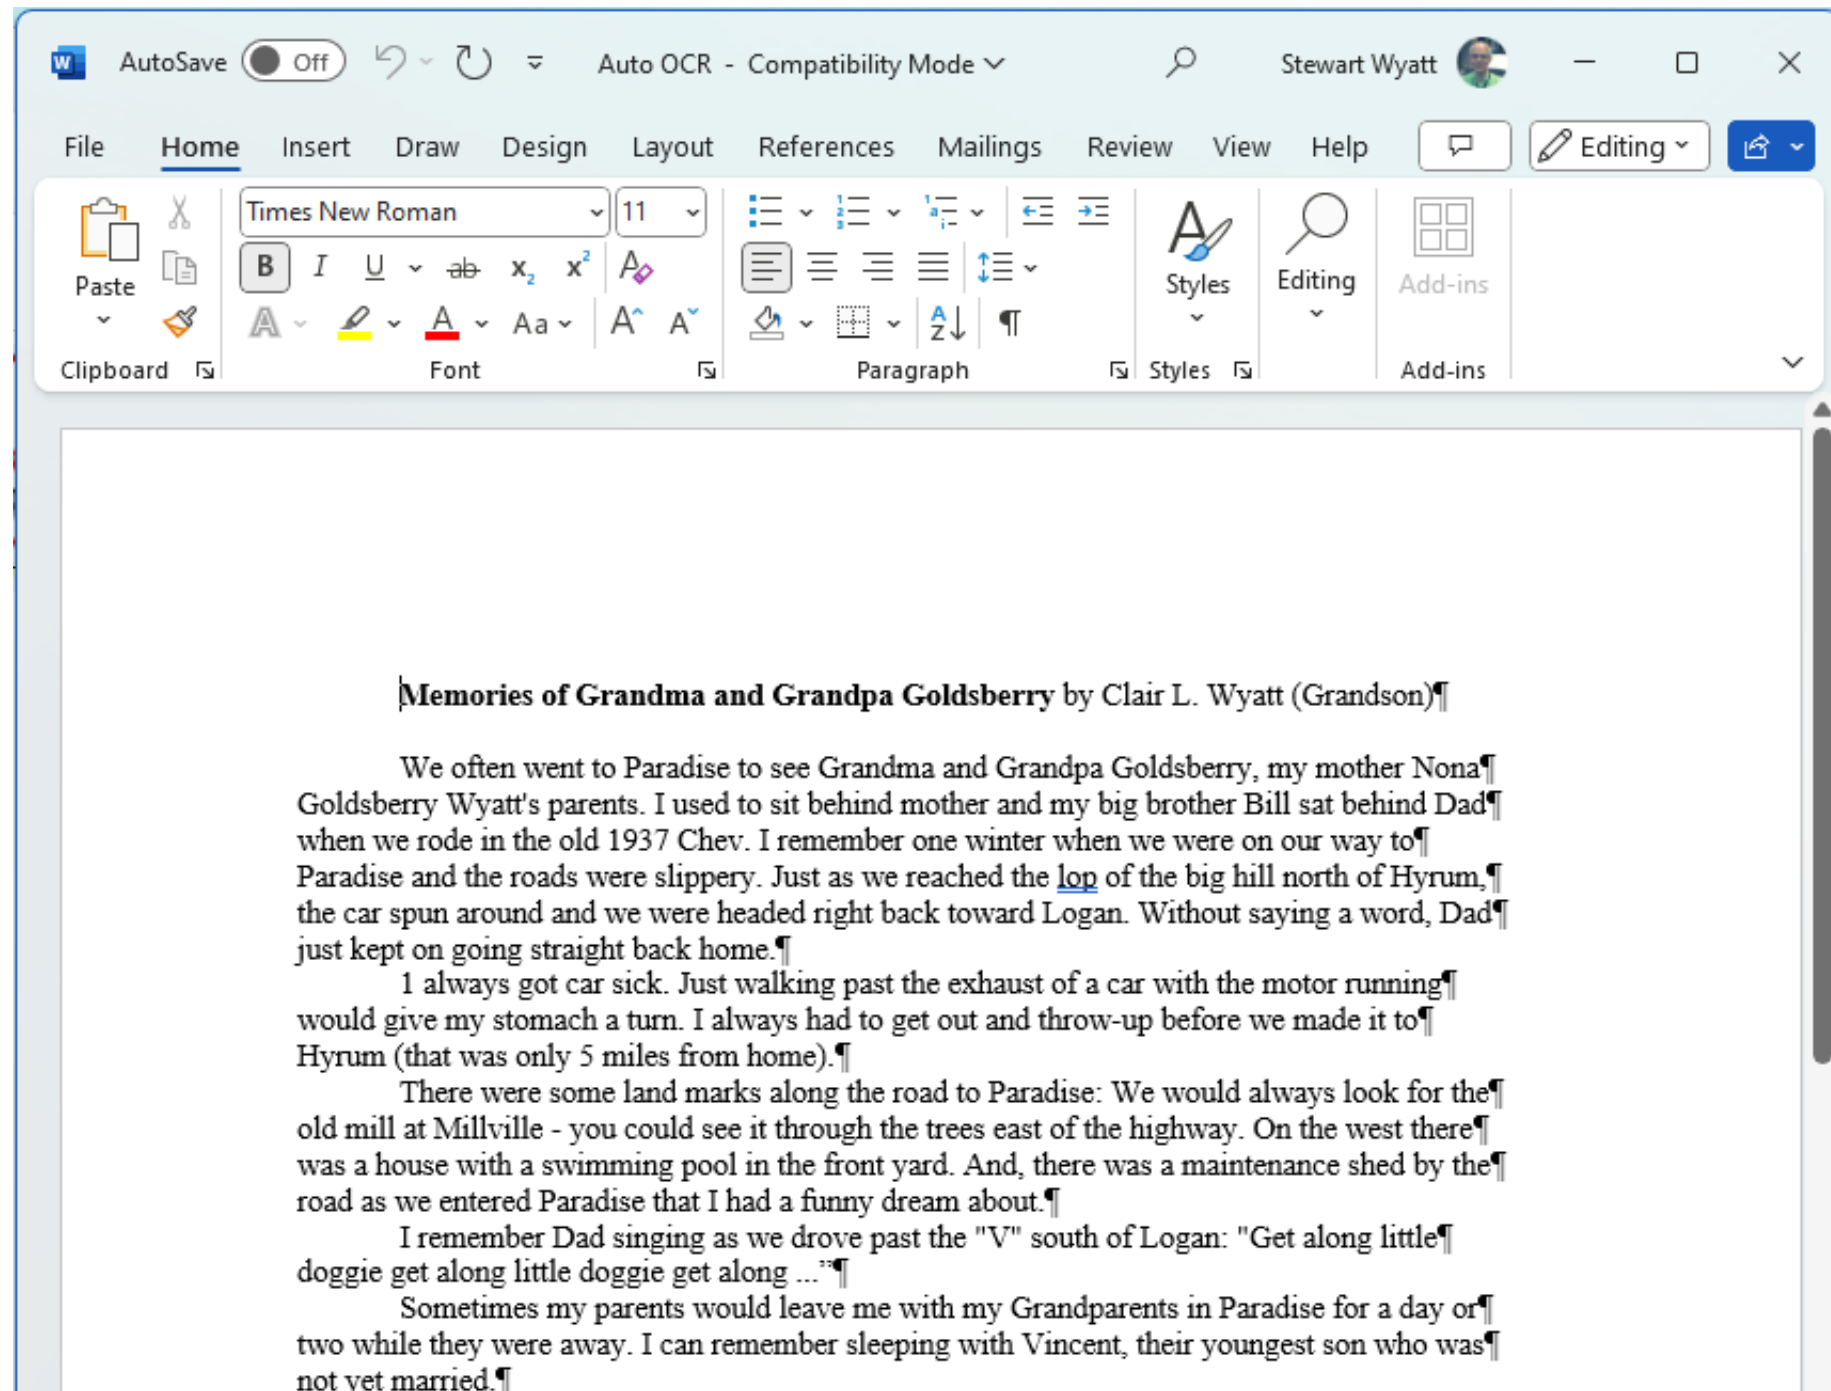 AutoSave Off Auto OCR - Compatibility Mode Stewart Wyatt
File Home Insert Draw Design Layout References Mailings Review View Help Editing
Times New Roman 11
Paste
B I U ab x₂ x² A
A A Aa A A
Styles Editing Add-ins
Clipboard Font Paragraph Styles Add-ins
Memories of Grandma and Grandpa Goldsberry by Clair L. Wyatt (Grandson)¶
We often went to Paradise to see Grandma and Grandpa Goldsberry, my mother Nona¶
Goldsberry Wyatt's parents. I used to sit behind mother and my big brother Bill sat behind Dad¶
when we rode in the old 1937 Chev. I remember one winter when we were on our way to¶
Paradise and the roads were slippery. Just as we reached the lop of the big hill north of Hyrum,¶
the car spun around and we were headed right back toward Logan. Without saying a word, Dad¶
just kept on going straight back home.¶
1 always got car sick. Just walking past the exhaust of a car with the motor running¶
would give my stomach a turn. I always had to get out and throw-up before we made it to¶
Hyrum (that was only 5 miles from home).¶
There were some land marks along the road to Paradise: We would always look for the¶
old mill at Millville - you could see it through the trees east of the highway. On the west there¶
was a house with a swimming pool in the front yard. And, there was a maintenance shed by the¶
road as we entered Paradise that I had a funny dream about.¶
I remember Dad singing as we drove past the "V" south of Logan: "Get along little¶
doggie get along little doggie get along ...”¶
Sometimes my parents would leave me with my Grandparents in Paradise for a day or¶
two while they were away. I can remember sleeping with Vincent, their youngest son who was¶
not yet married.¶